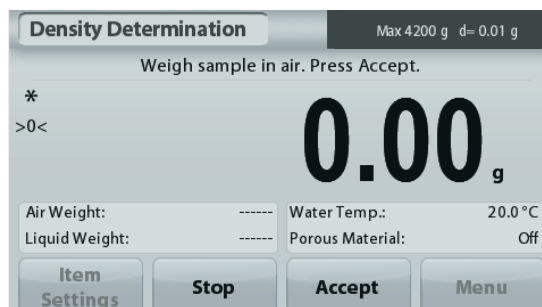 Density Determination Max 4200 g d= 0.01 g
Weigh sample in air. Press Accept.
*
>0<
0.00 g
Air Weight: ------ Water Temp.: 20.0 °C
Liquid Weight: ------ Porous Material: Off
Item Settings Stop Accept Menu